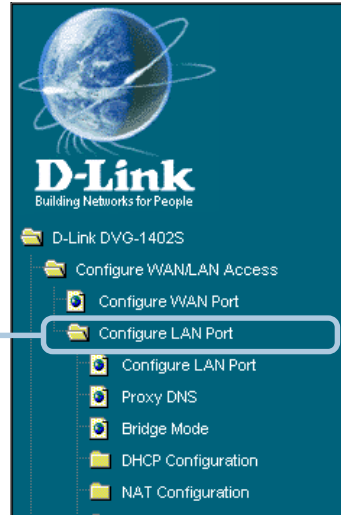 D-Link
Building Networks for People
D-Link DVG-1402S
Configure WAN/LAN Access
Configure WAN Port
Configure LAN Port
Configure LAN Port
Proxy DNS
Bridge Mode
DHCP Configuration
NAT Configuration